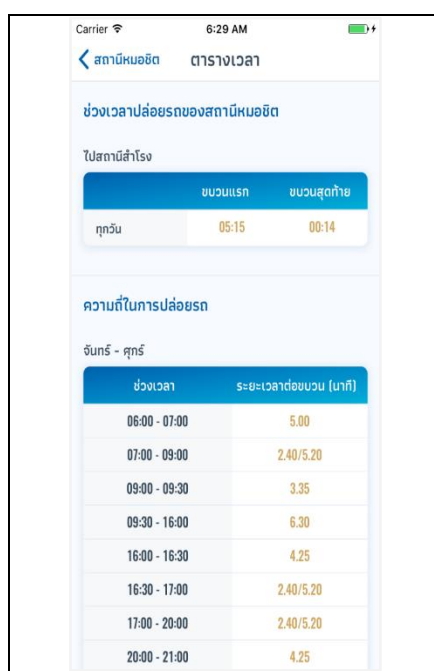 Carrier 6:29 AM
สถานีหมอชิต ตารางเวลา
ช่วงเวลาปล่อยรถของสถานีหมอชิต
ไปสถานีสำโรง
ขบวนแรก ขบวนสุดท้าย
ทุกวัน 05:15 00:14
ความถี่ในการปล่อยรถ
จันทร์ - ศุกร์
ช่วงเวลา ระยะเวลาต่อขบวน (นาที)
06:00 - 07:00 5.00
07:00 - 09:00 2.40/5.20
09:00 - 09:30 3.35
09:30 - 16:00 6.30
16:00 - 16:30 4.25
16:30 - 17:00 2.40/5.20
17:00 - 20:00 2.40/5.20
20:00 - 21:00 4.25